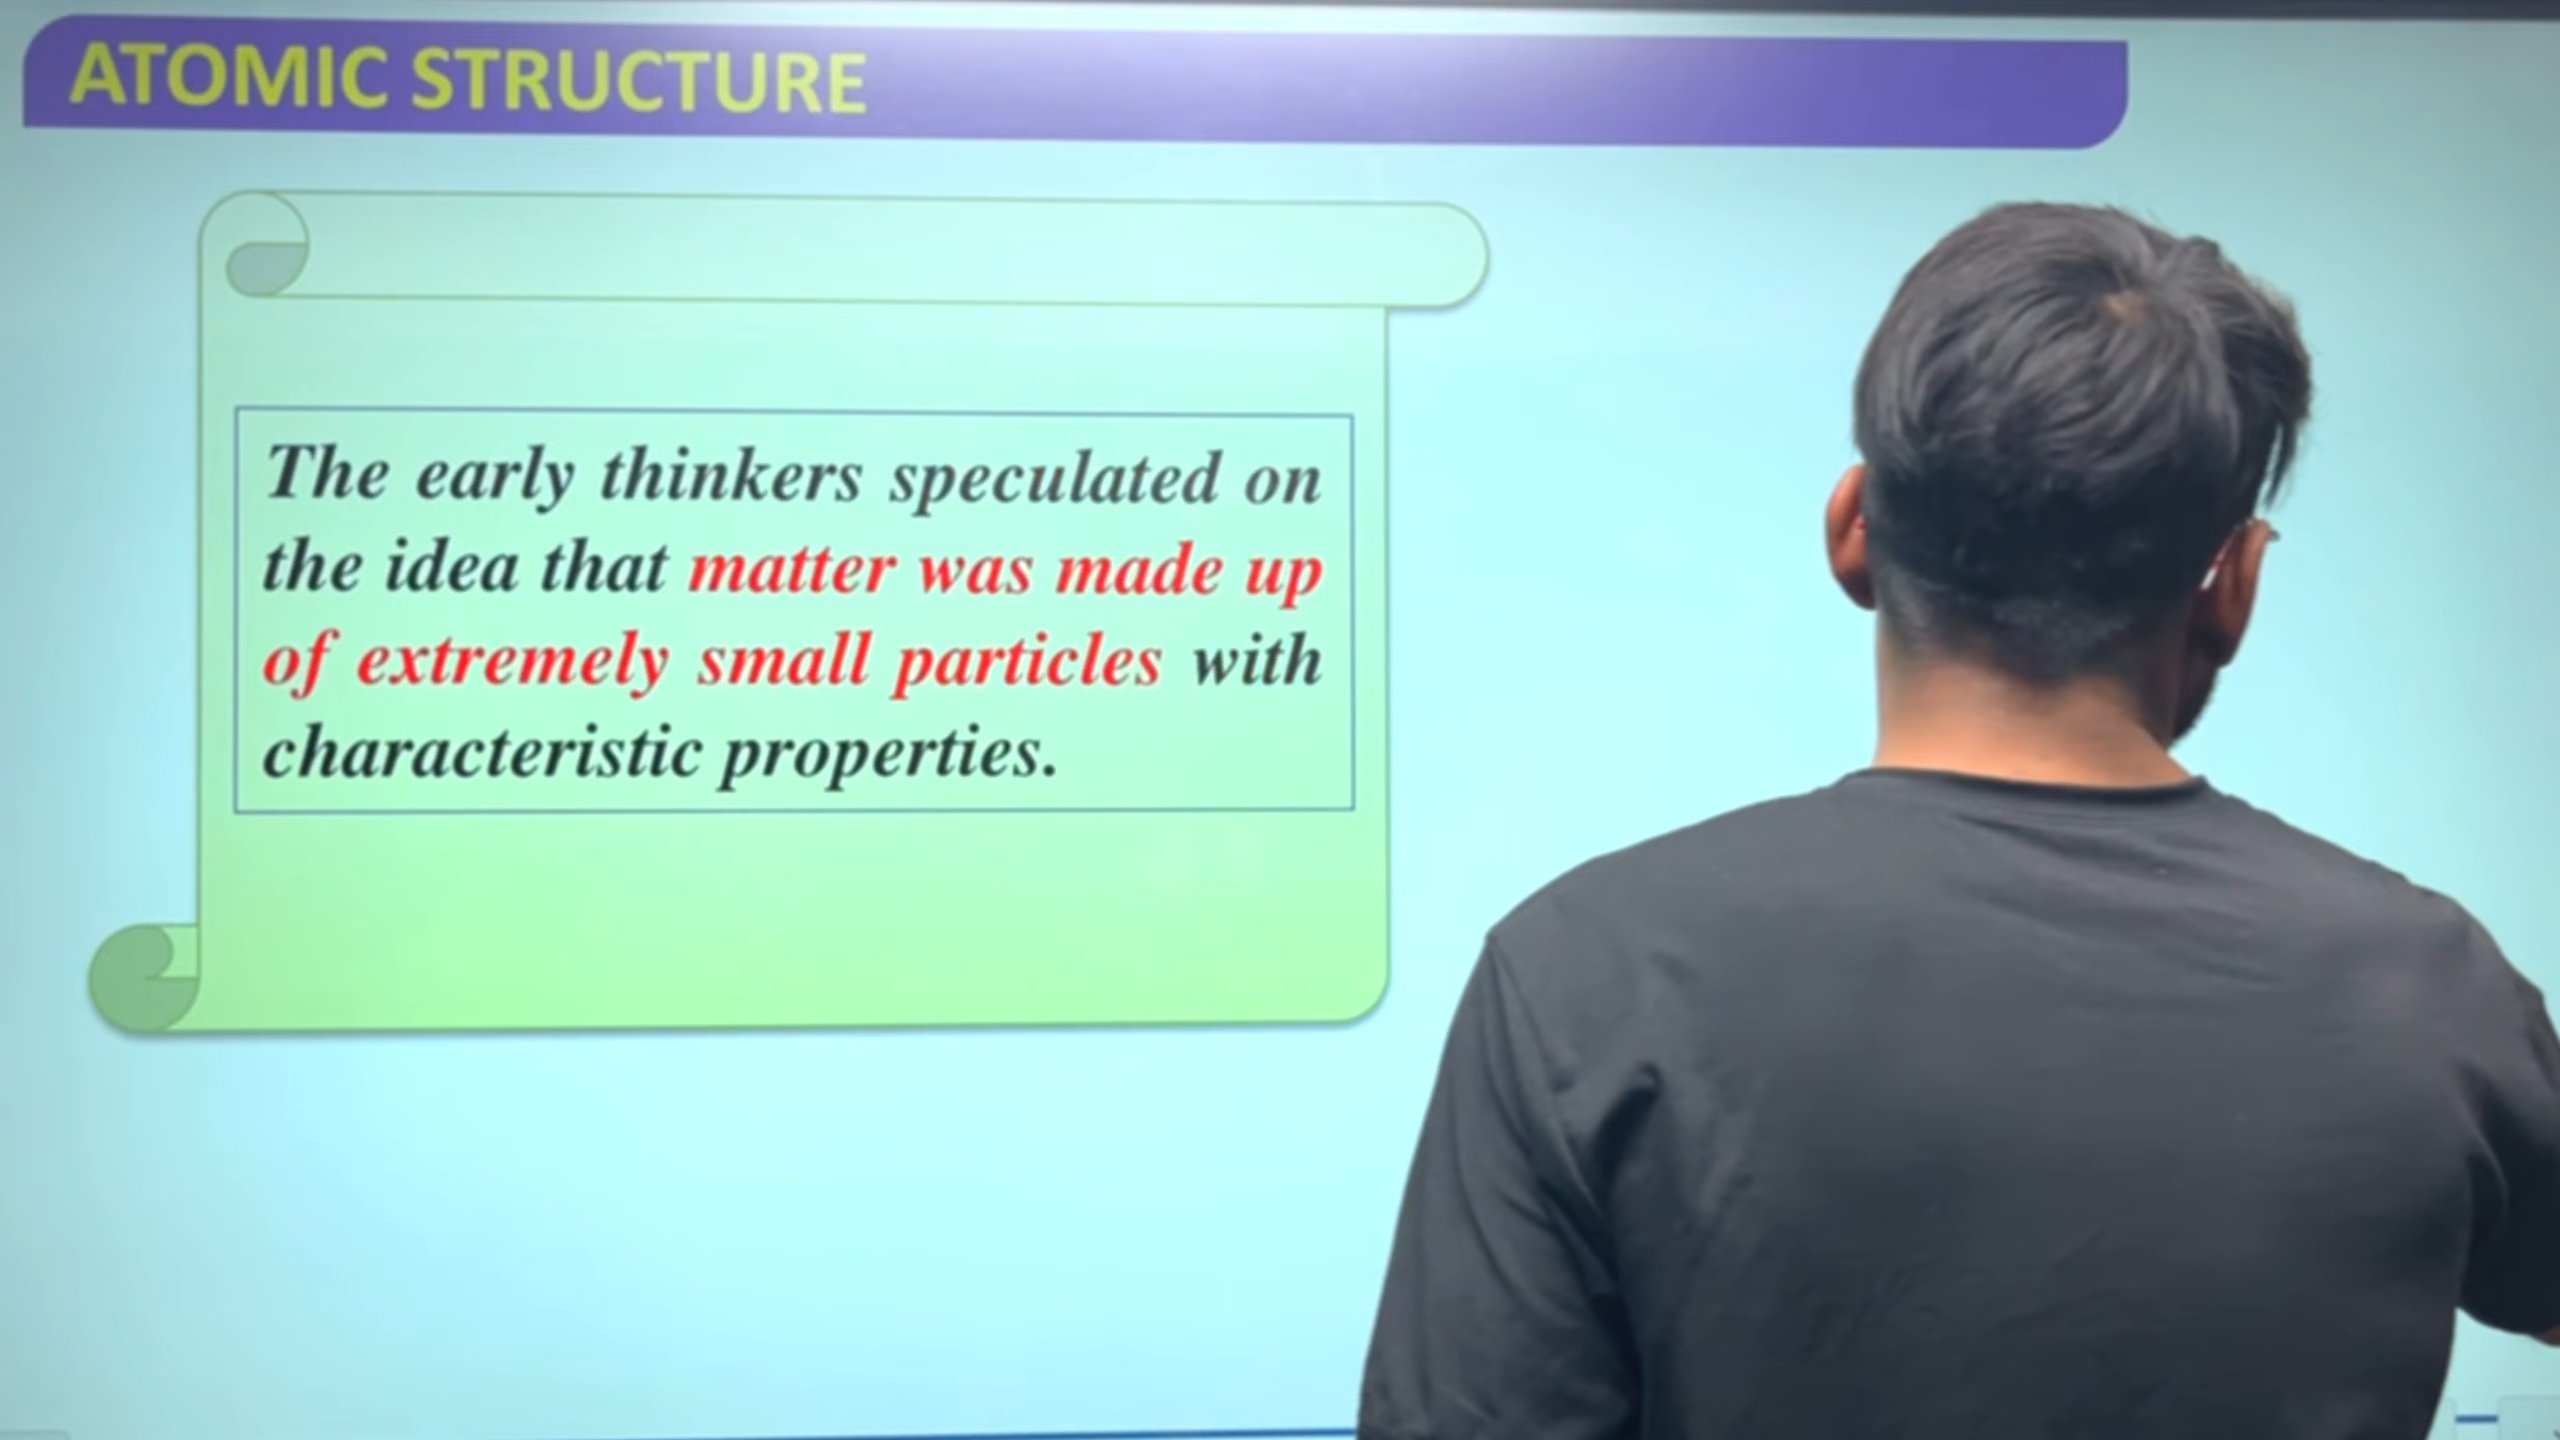 ATOMIC STRUCTURE
The early thinkers speculated on
the idea that matter was made up
of extremely small particles with
characteristic properties.